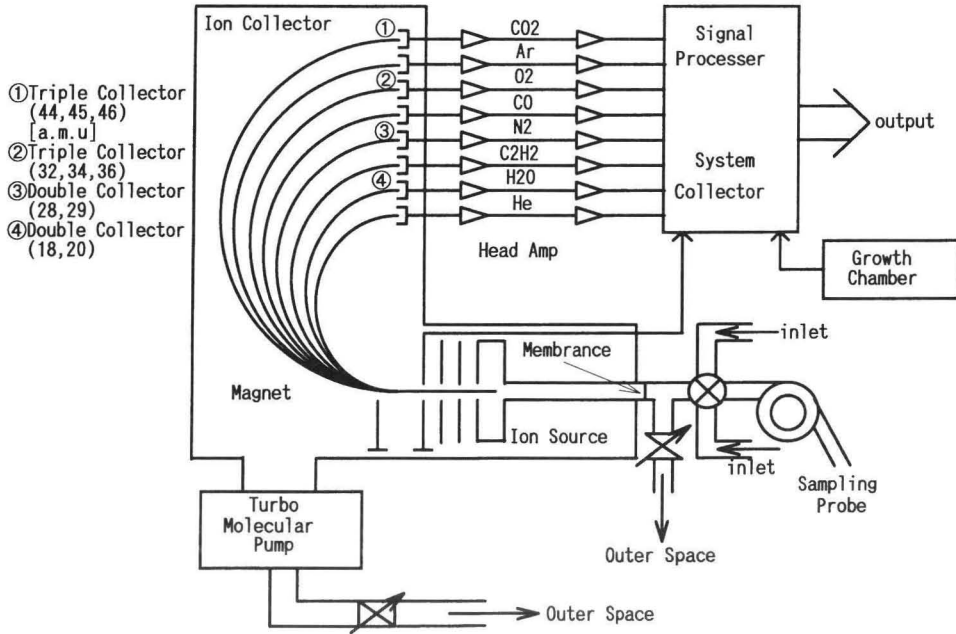 Ion Collector
①
CO2
Ar
②
O2
CO
③
N2
C2H2
④
H2O
He
Head Amp
Signal
Processer
System
Collector
output
Growth
Chamber
①Triple Collector
(44,45,46)
[a.m.u]
②Triple Collector
(32,34,36)
③Double Collector
(28,29)
④Double Collector
(18,20)
Magnet
Membrance
inlet
Ion Source
inlet
Sampling
Probe
Turbo
Molecular
Pump
Outer Space
Outer Space